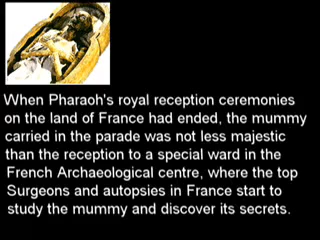 When Pharaoh's royal reception ceremonies
on the land of France had ended, the mummy
carried in the parade was not less majestic
than the reception to a special ward in the
French Archaeological centre, where the top
Surgeons and autopsies in France start to
study the mummy and discover its secrets.